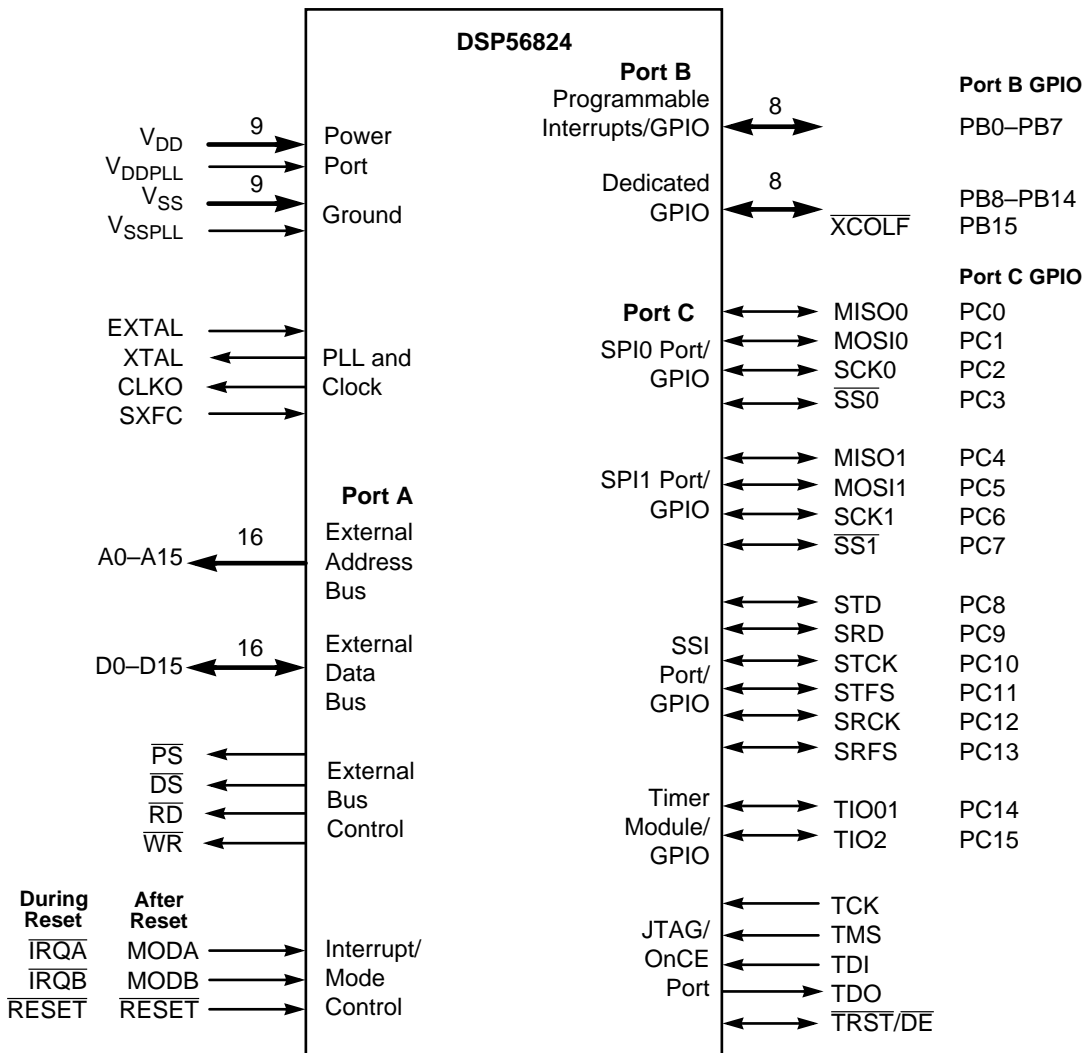 DSP56824
Port B
Programmable
Interrupts/GPIO
8
Port B GPIO
PB0–PB7
Dedicated
GPIO
8
PB8–PB14
XCOLF PB15
VDD 9
VDDPLL
Power
Port
VSS 9
VSSPLL
Ground
EXTAL
XTAL
CLKO
SXFC
PLL and
Clock
Port A
A0–A15 16
External
Address
Bus
D0–D15 16
External
Data
Bus
PS
DS
RD
WR
External
Bus
Control
During
Reset
After
Reset
IRQA MODA
IRQB MODB
RESET RESET
Interrupt/
Mode
Control
Port C GPIO
Port C
SPI0 Port/
GPIO
MISO0 PC0
MOSI0 PC1
SCK0 PC2
SS0 PC3
SPI1 Port/
GPIO
MISO1 PC4
MOSI1 PC5
SCK1 PC6
SS1 PC7
SSI
Port/
GPIO
STD PC8
SRD PC9
STCK PC10
STFS PC11
SRCK PC12
SRFS PC13
Timer
Module/
GPIO
TIO01 PC14
TIO2 PC15
JTAG/
OnCE
Port
TCK
TMS
TDI
TDO
TRST/DE